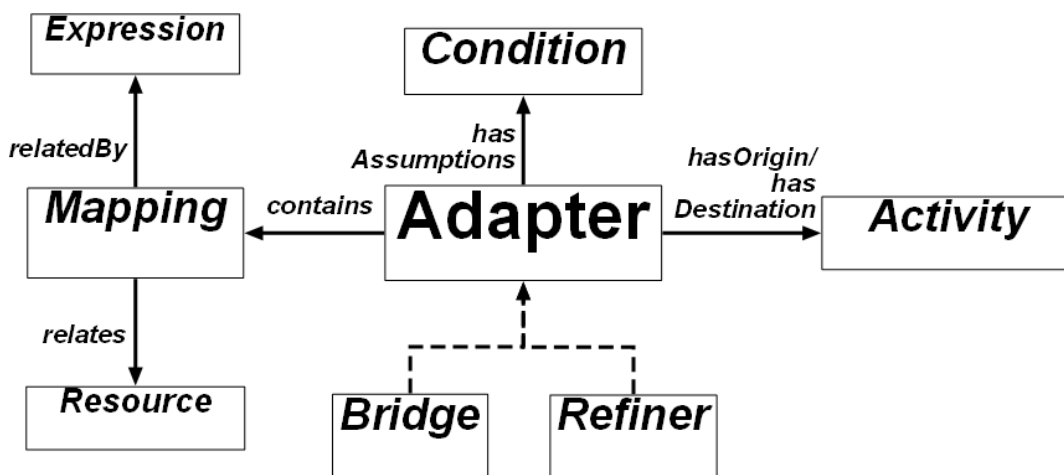 Expression
Condition
relatedBy
has
Assumptions
hasOrigin/
has
Destination
Mapping
contains
Adapter
Activity
relates
Resource
Bridge
Refiner